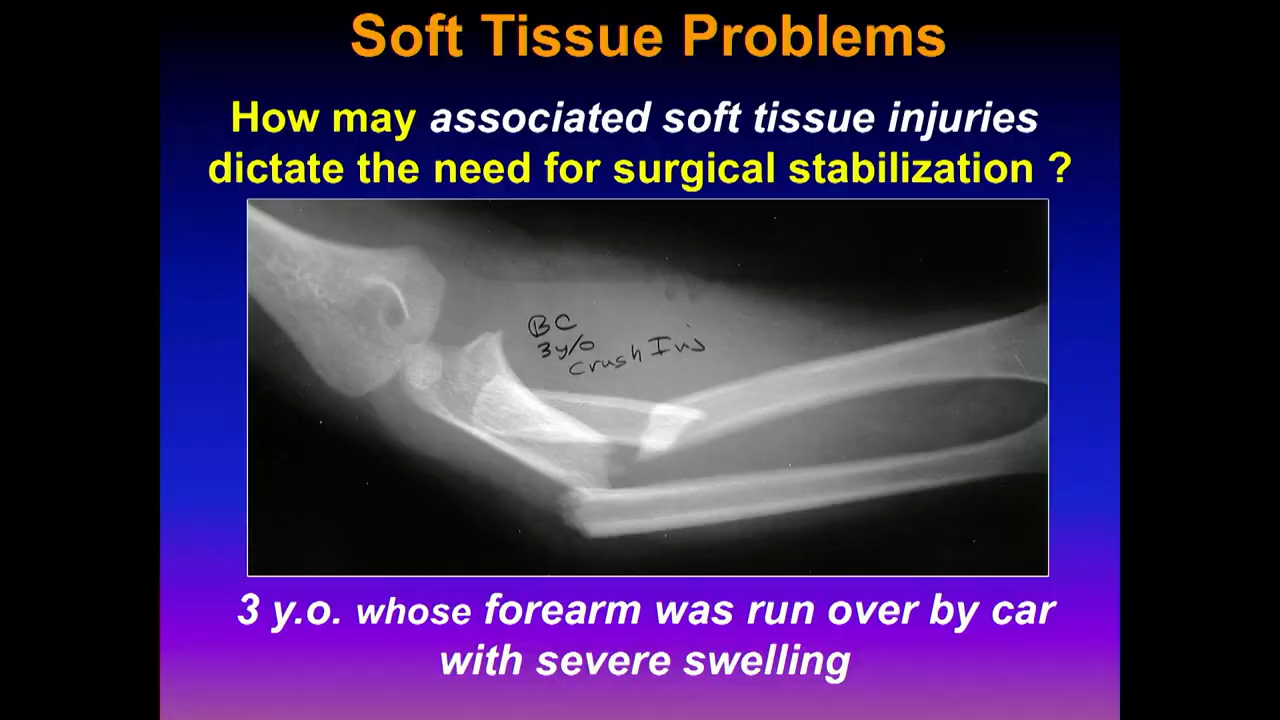 Soft Tissue Problems
How may associated soft tissue injuries
dictate the need for surgical stabilization ?
BC
3 y/o
Crush Inj
3 y.o. whose forearm was run over by car
with severe swelling